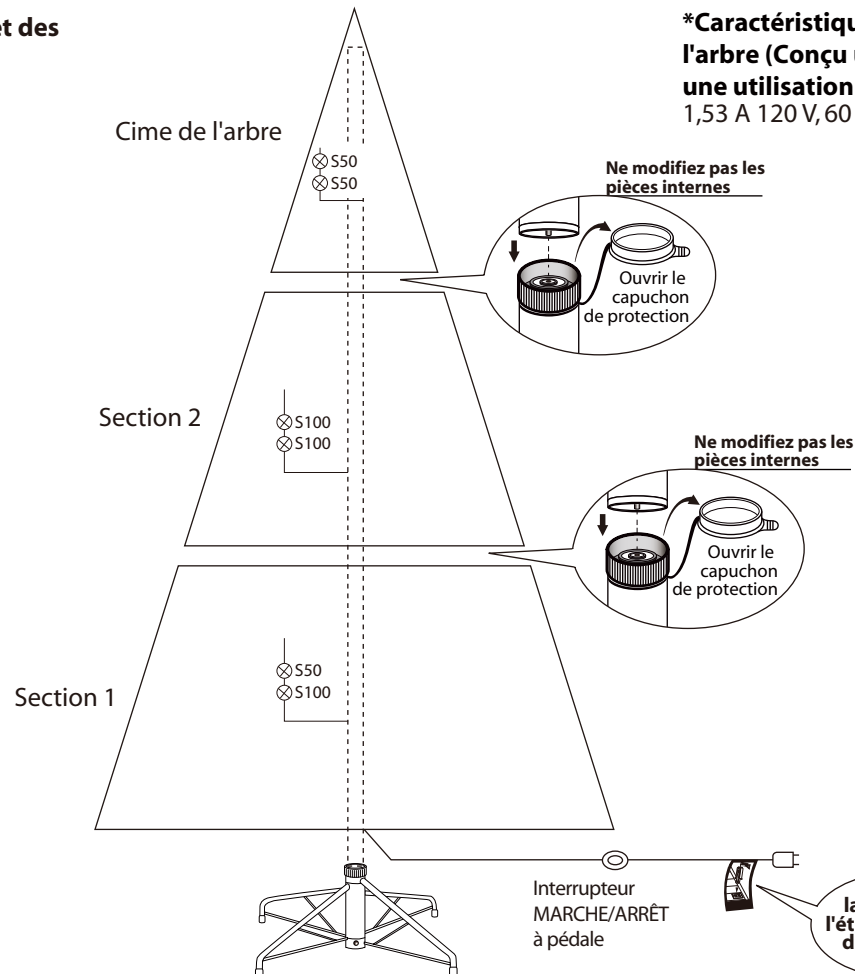 et des
*Caractéristiqu
l'arbre (Conçu u
une utilisation
1,53 A 120 V, 60
Cime de l'arbre
S50
S50
Ne modifiez pas les
pièces internes
Ouvrir le
capuchon
de protection
Section 2
S100
S100
Ne modifiez pas les
pièces internes
Ouvrir le
capuchon
de protection
Section 1
S50
S100
Interrupteur
MARCHE/ARRÊT
à pédale
la
l'ét
d